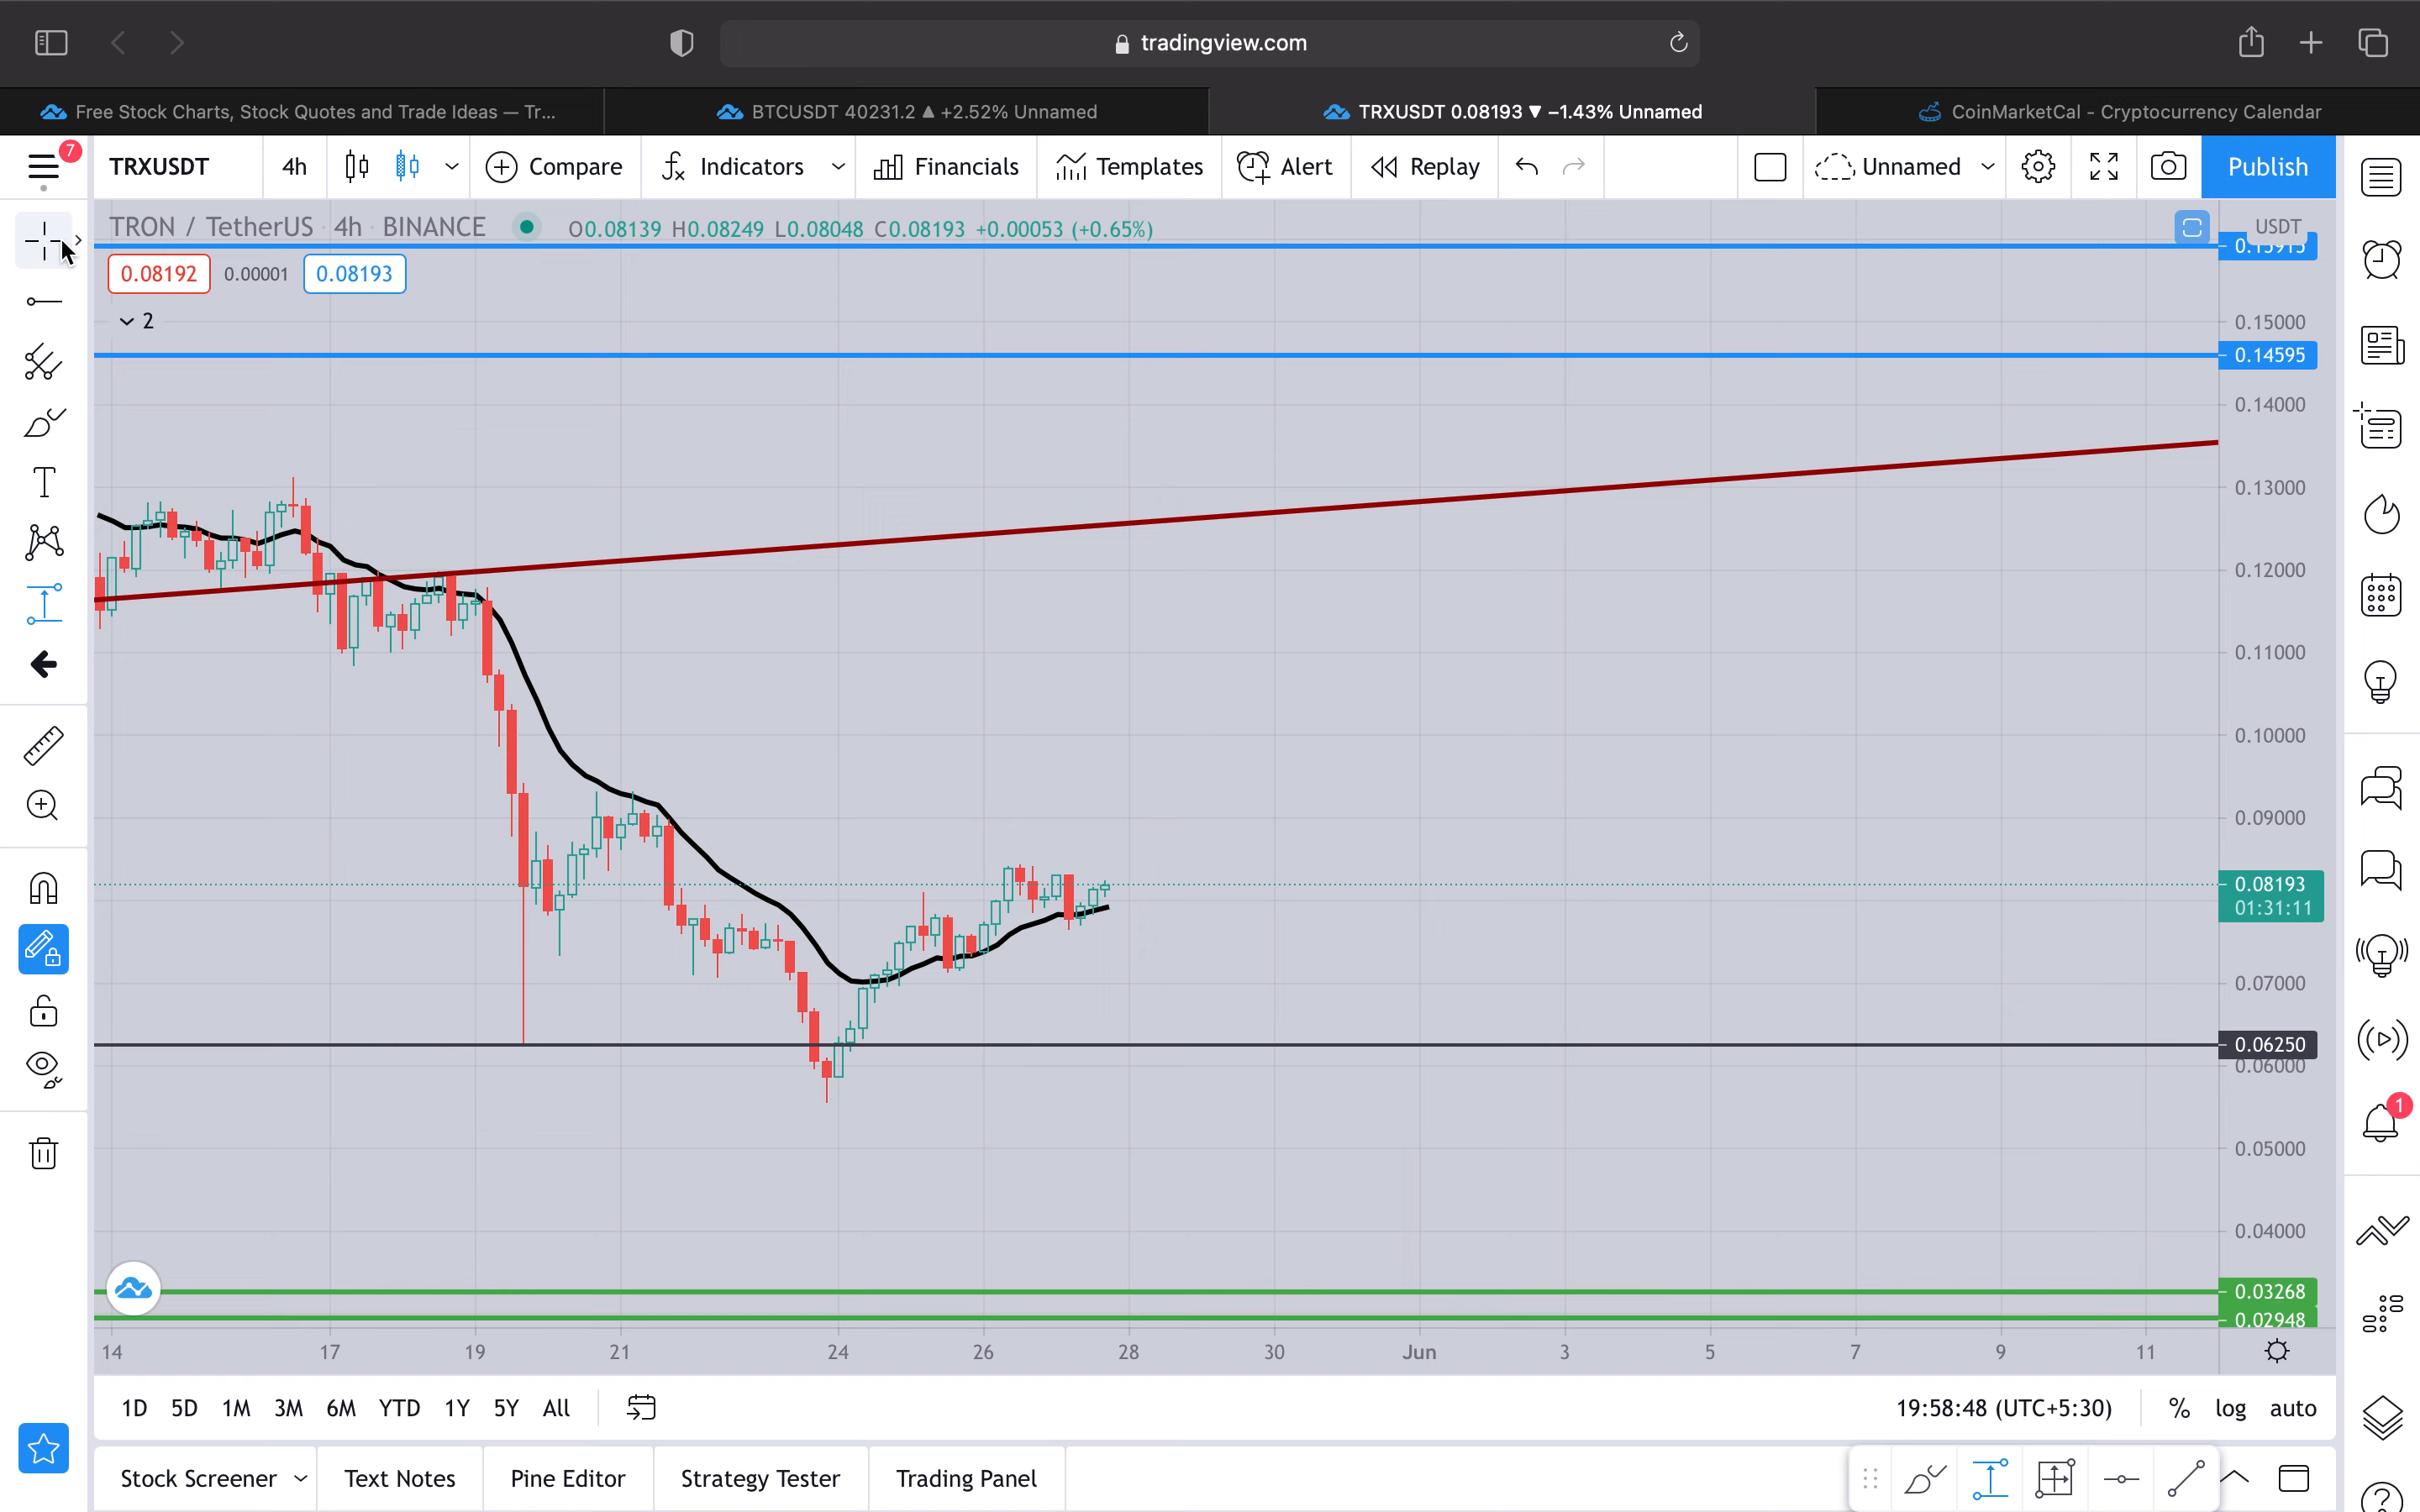 tradingview.com
Free Stock Charts, Stock Quotes and Trade Ideas — Tr...
BTCUSDT 40231.2 ▲ +2.52% Unnamed
TRXUSDT 0.08193 ▼ −1.43% Unnamed
CoinMarketCal - Cryptocurrency Calendar
7
TRXUSDT
4h
Compare
Indicators
Financials
Templates
Alert
Replay
Unnamed
Publish
TRON / TetherUS · 4h · BINANCE
O0.08139 H0.08249 L0.08048 C0.08193 +0.00053 (+0.65%)
USDT
0.08192
0.00001
0.08193
2
0.15000
0.14595
0.14000
0.13000
0.12000
0.11000
0.10000
0.09000
0.08193
01:31:11
0.07000
0.06250
0.06000
1
0.05000
0.04000
0.03268
0.02948
14 17 19 21 24 26 28 30 Jun 3 5 7 9 11
1D 5D 1M 3M 6M YTD 1Y 5Y All
19:58:48 (UTC+5:30)
% log auto
Stock Screener
Text Notes
Pine Editor
Strategy Tester
Trading Panel